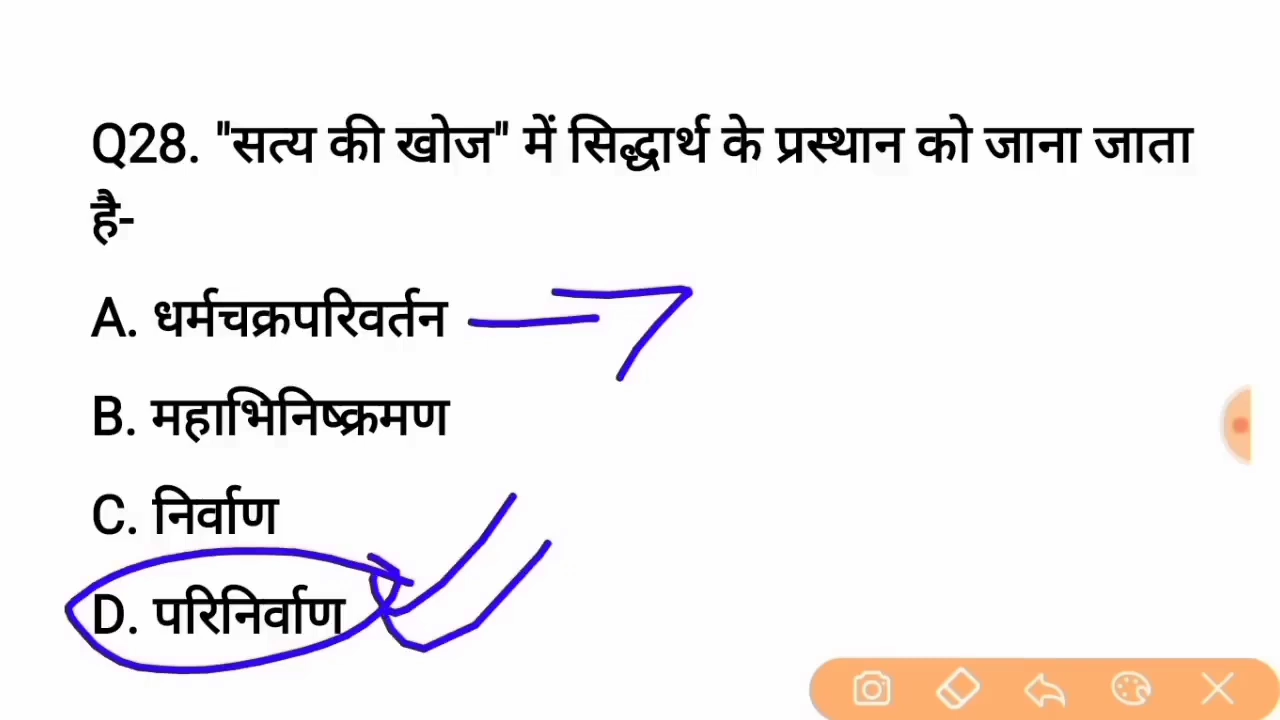 Q28. "सत्य की खोज" में सिद्धार्थ के प्रस्थान को जाना जाता
है-
A. धर्मचक्रपरिवर्तन
B. महाभिनिष्क्रमण
C. निर्वाण
D. परिनिर्वाण